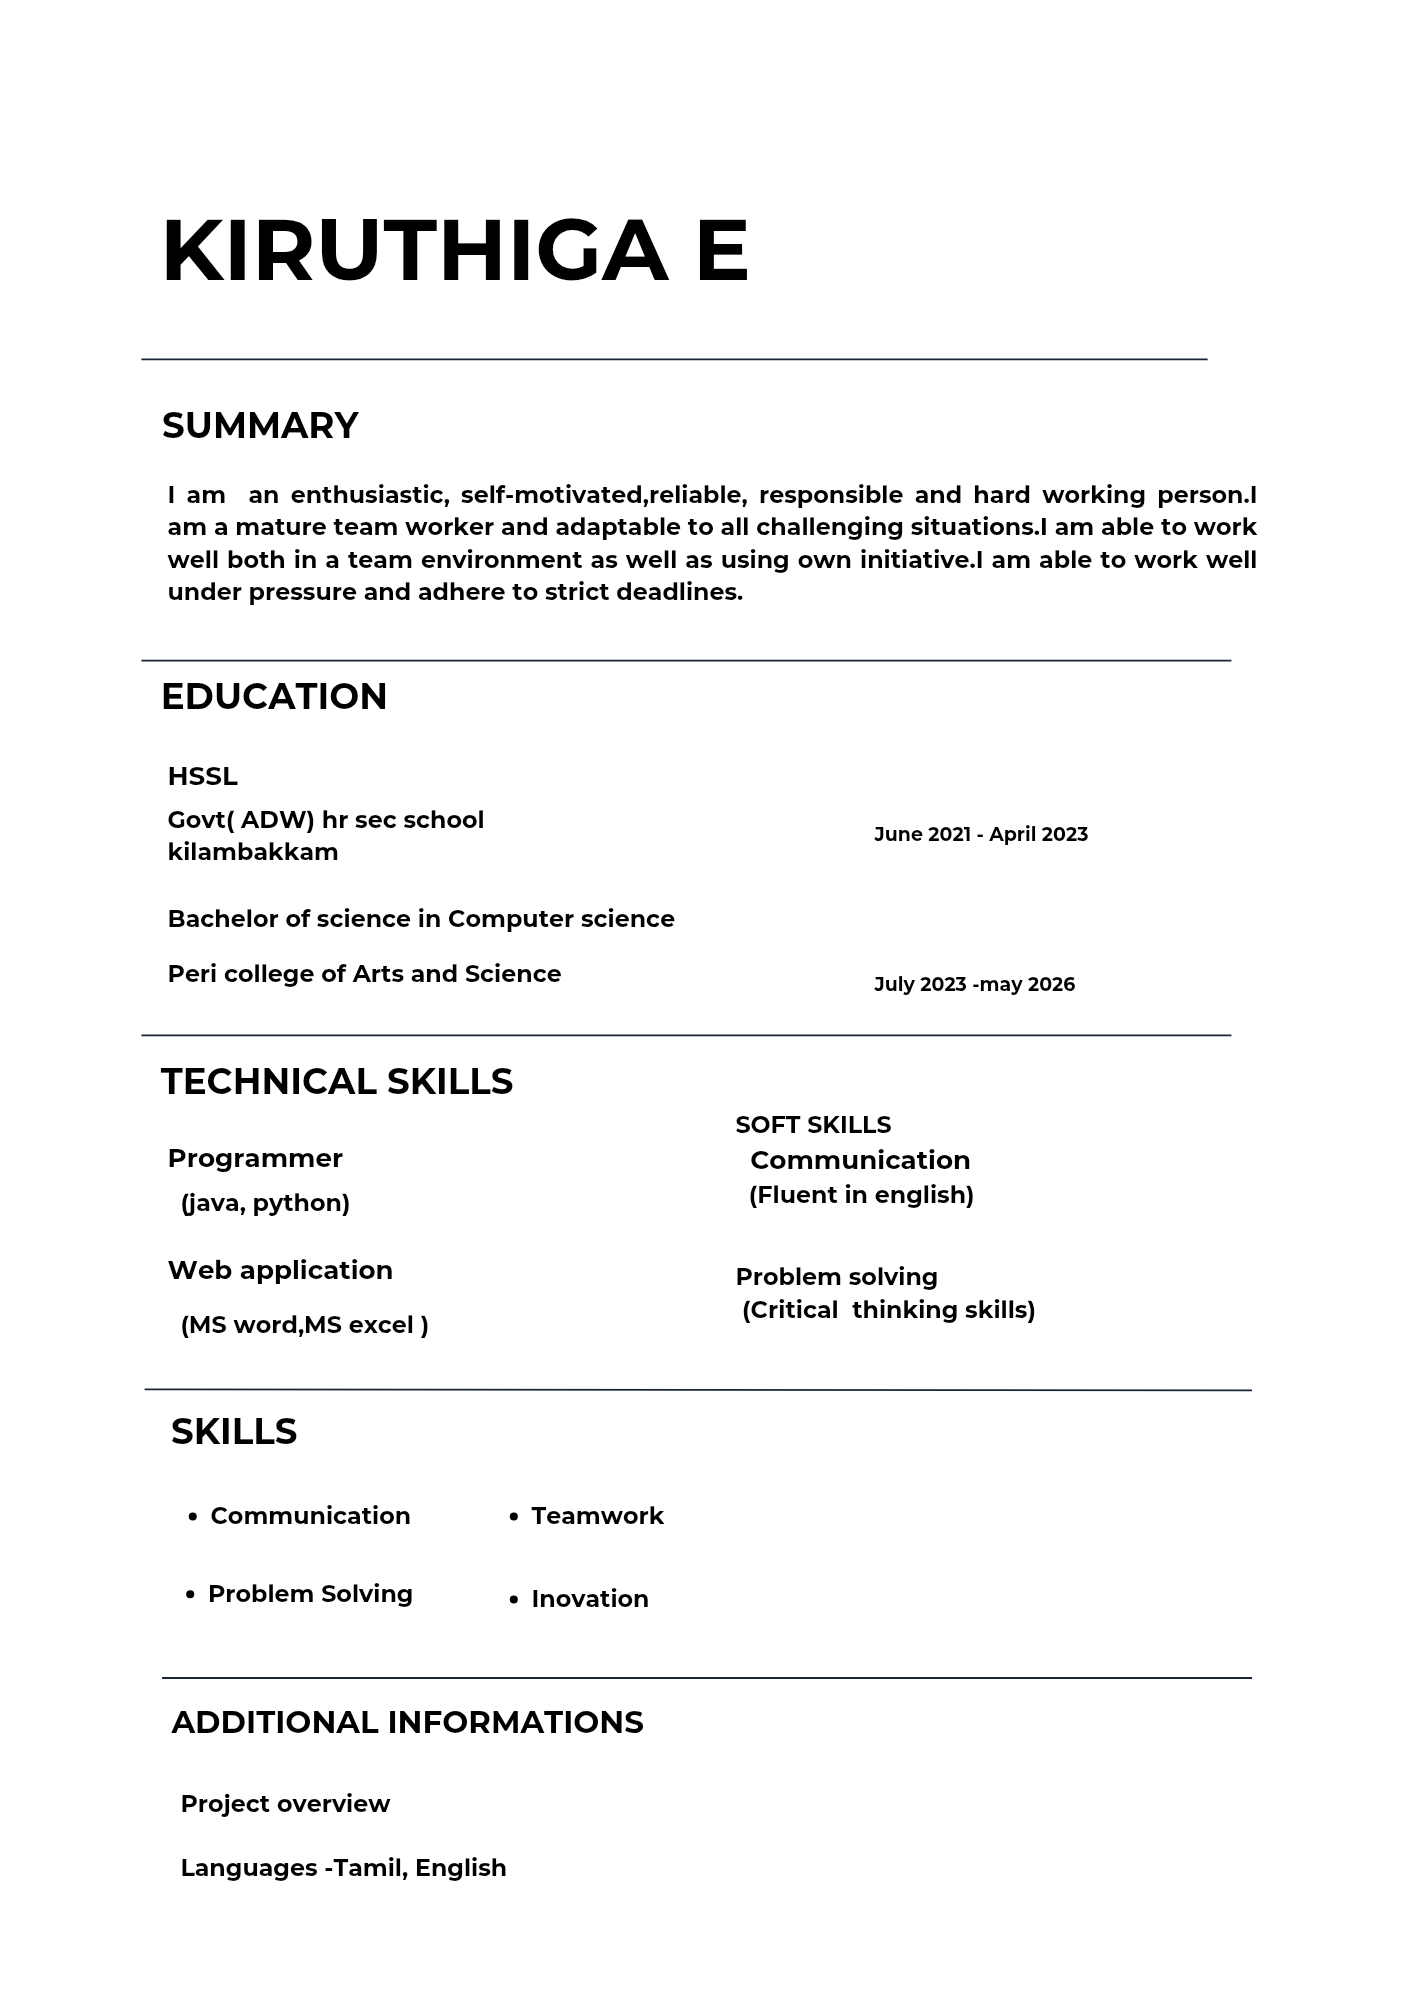 KIRUTHIGA E
SUMMARY
I am an enthusiastic, self-motivated,reliable, responsible and hard working person.I
am a mature team worker and adaptable to all challenging situations.I am able to work
well both in a team environment as well as using own initiative.I am able to work well
under pressure and adhere to strict deadlines.
EDUCATION
HSSL
Govt( ADW) hr sec school
kilambakkam
June 2021 - April 2023
Bachelor of science in Computer science
Peri college of Arts and Science
July 2023 -may 2026
TECHNICAL SKILLS
Programmer
(java, python)
Web application
(MS word,MS excel )
SOFT SKILLS
Communication
(Fluent in english)
Problem solving
(Critical thinking skills)
SKILLS
• Communication
• Teamwork
• Problem Solving
• Inovation
ADDITIONAL INFORMATIONS
Project overview
Languages -Tamil, English